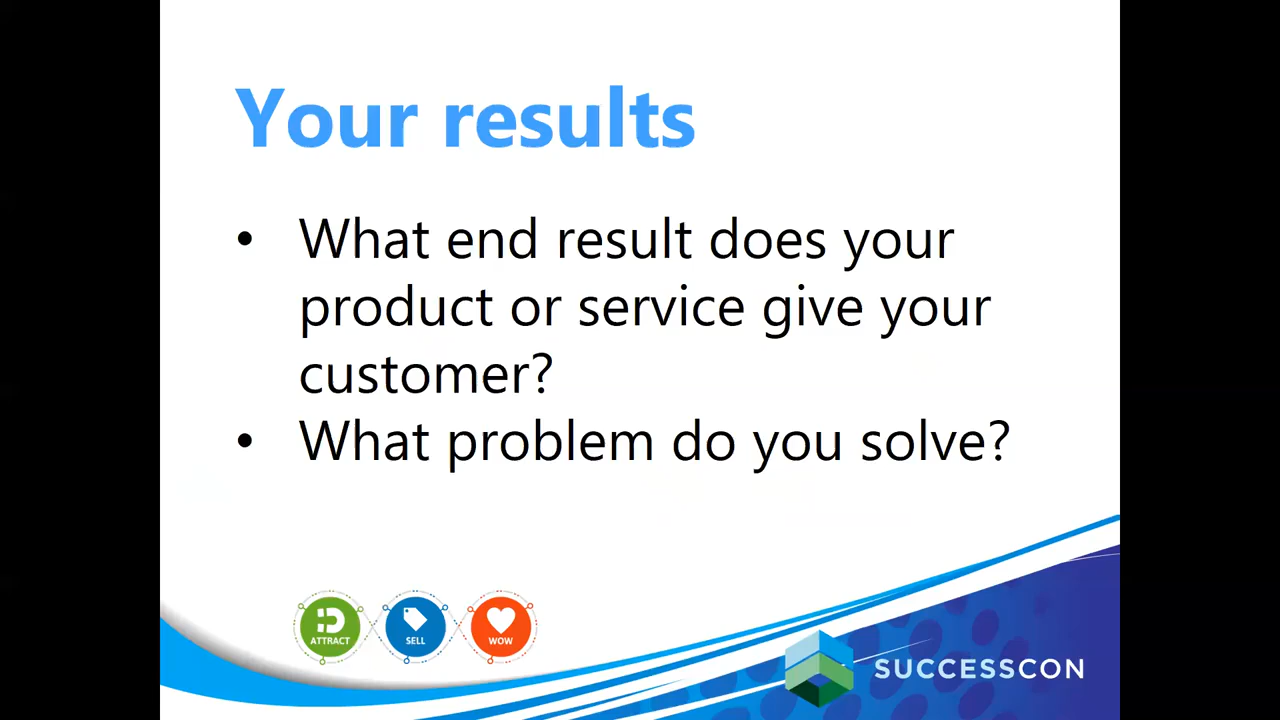 Your results
• What end result does your
product or service give your
customer?
• What problem do you solve?
ATTRACT
SELL
WOW
SUCCESSCON